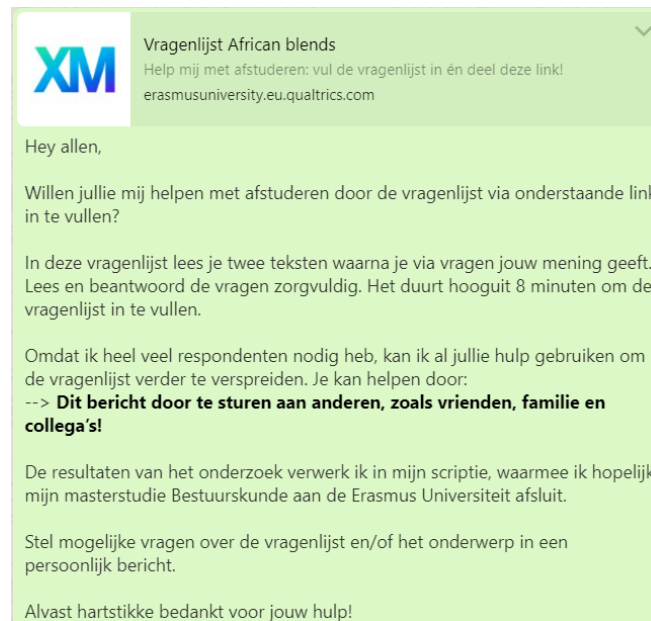 XM
Vragenlijst African blends
Help mij met afstuderen: vul de vragenlijst in én deel deze link!
erasmusuniversity.eu.qualtrics.com
Hey allen,
Willen jullie mij helpen met afstuderen door de vragenlijst via onderstaande link
in te vullen?
In deze vragenlijst lees je twee teksten waarna je via vragen jouw mening geeft.
Lees en beantwoord de vragen zorgvuldig. Het duurt hooguit 8 minuten om de
vragenlijst in te vullen.
Omdat ik heel veel respondenten nodig heb, kan ik al jullie hulp gebruiken om
de vragenlijst verder te verspreiden. Je kan helpen door:
--> Dit bericht door te sturen aan anderen, zoals vrienden, familie en
collega's!
De resultaten van het onderzoek verwerk ik in mijn scriptie, waarmee ik hopelijk
mijn masterstudie Bestuurskunde aan de Erasmus Universiteit afsluit.
Stel mogelijke vragen over de vragenlijst en/of het onderwerp in een
persoonlijk bericht.
Alvast hartstikke bedankt voor jouw hulp!